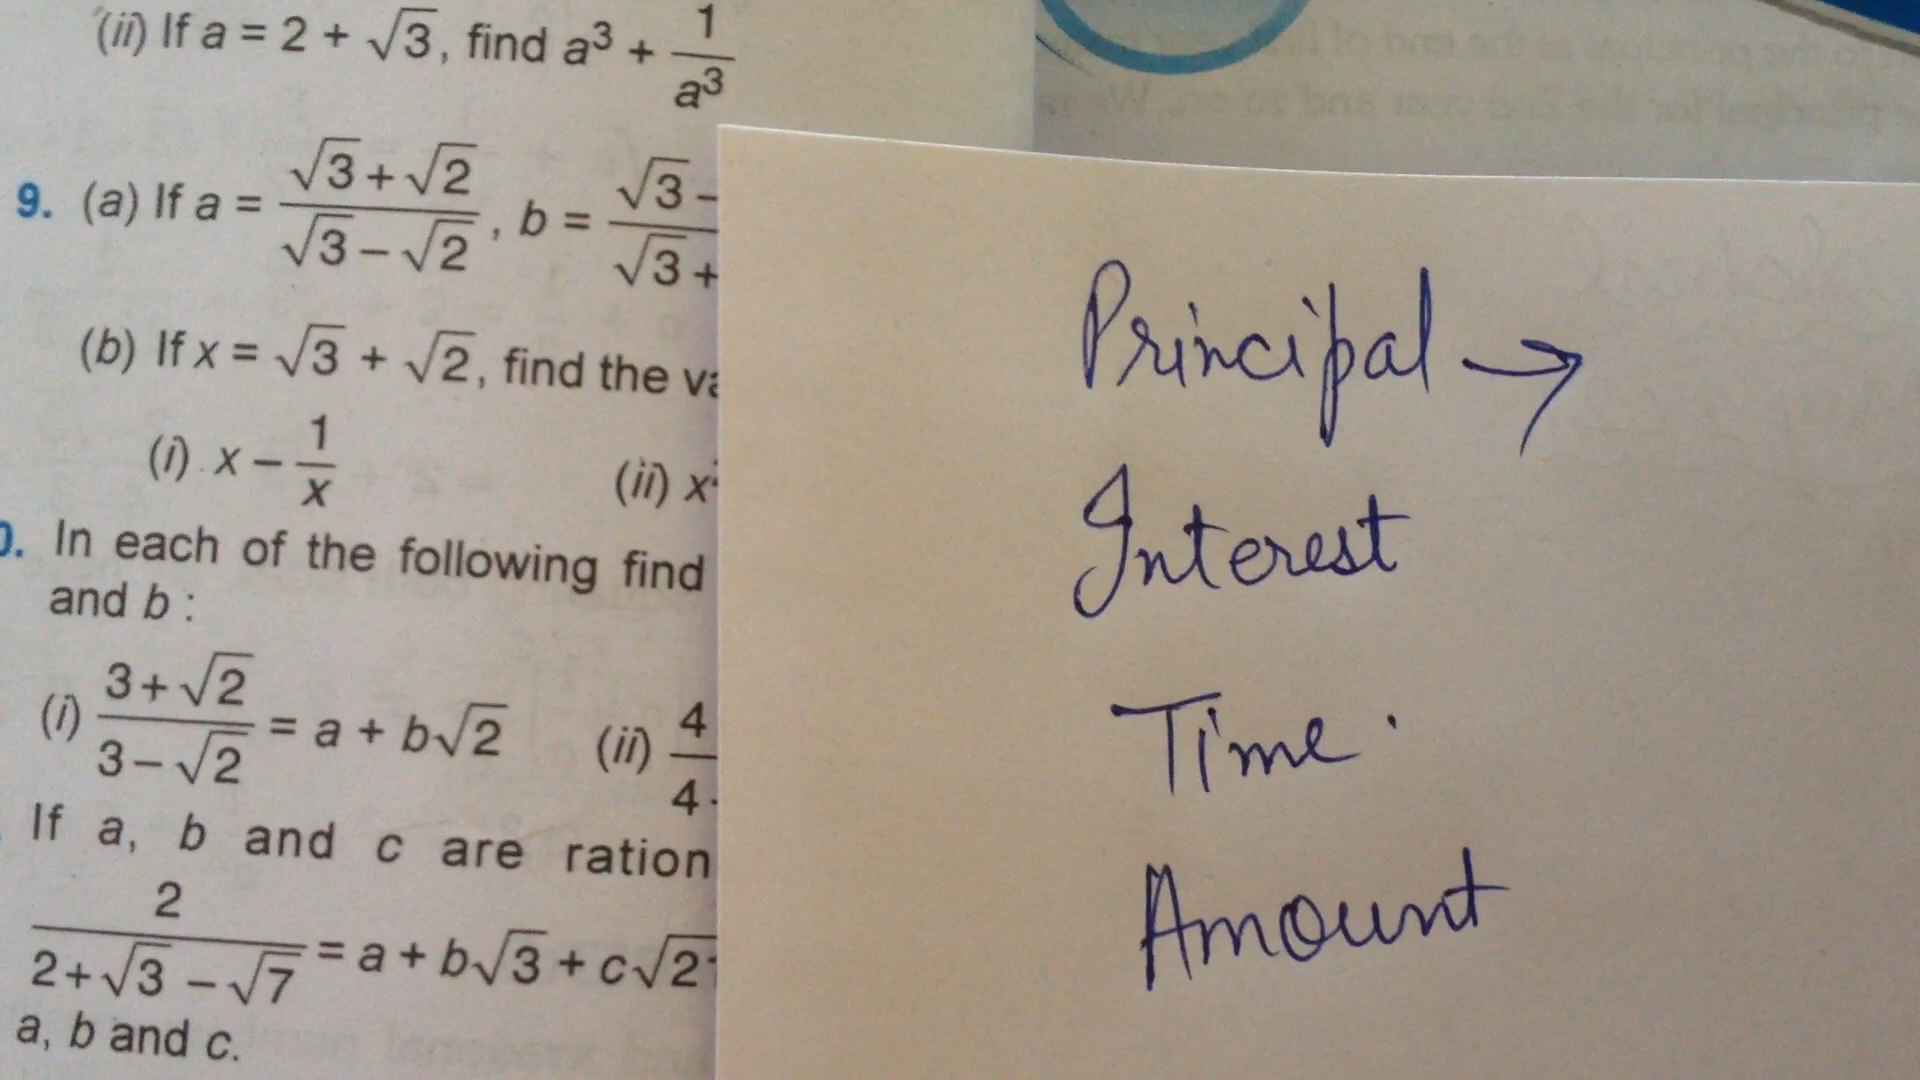 (ii) If a = 2 + √3, find a³ + 1/a³
9. (a) If a = (√3 + √2)/(√3 − √2), b = √3 −/√3 +
(b) If x = √3 + √2, find the
(i) x − 1/x (ii) x
In each of the following find
and b :
(i) (3 + √2)/(3 − √2) = a + b√2 (ii) 4/4
If a, b and c are ration
2/(2 + √3 − √7) = a + b√3 + c√2
a, b and c.
Principal →
Interest
Time.
Amount